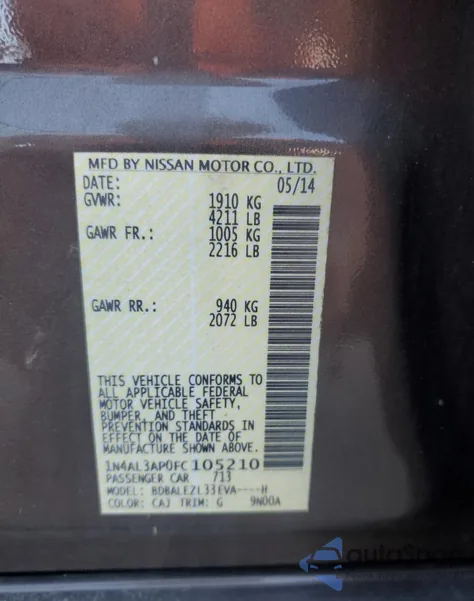 MFD BY NISSAN MOTOR CO., LTD.
DATE: 05/14
GVWR: 1910 KG
4211 LB
GAWR FR.: 1005 KG
2216 LB
GAWR RR.: 940 KG
2072 LB
THIS VEHICLE CONFORMS TO
ALL APPLICABLE FEDERAL
MOTOR VEHICLE SAFETY,
BUMPER, AND THEFT
PREVENTION STANDARDS IN
EFFECT ON THE DATE OF
MANUFACTURE SHOWN ABOVE.
1N4AL3AP0FC105210
PASSENGER CAR /13
MODEL: BDBALEZL33EVA----H
COLOR: CAJ TRIM: G 9N00A